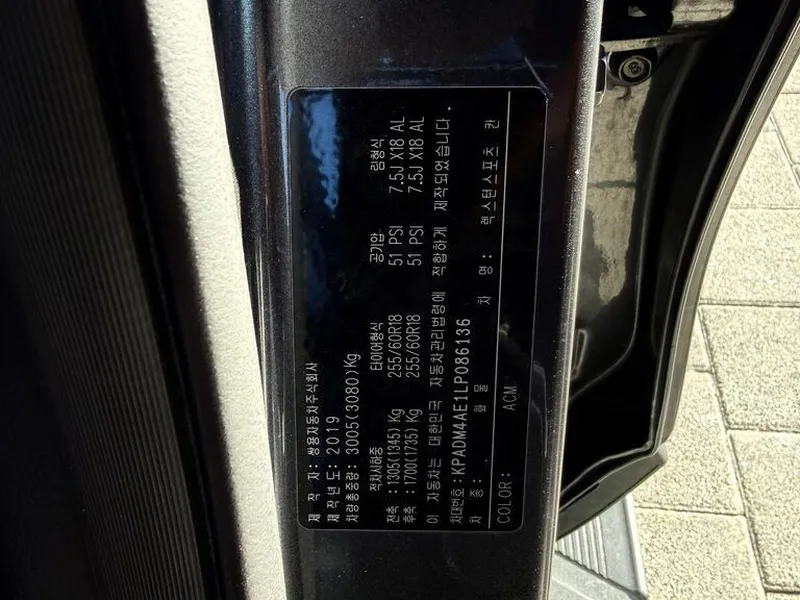 제 작 자 : 쌍용자동차주식회사
제작년도: 2019
차량총중량: 3005(3080)Kg
적차시하중 타이어형식 공기압 림형식
전축 : 1305(1345) Kg 255/60R18 51 PSI 7.5J X18 AL
후축 : 1700(1735) Kg 255/60R18 51 PSI 7.5J X18 AL
이 자동차는 대한민국 자동차관리법령에 적합하게 제작되었습니다.
차대번호: KPADM4AE1LP086136
차 종: 화 물 차 명: 렉스턴스포츠 칸
COLOR: ACM